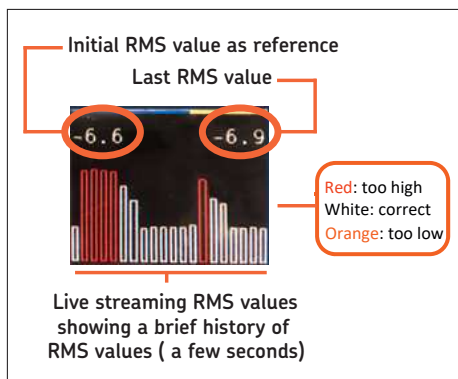 Initial RMS value as reference
Last RMS value
-6.6
-6.9
Red: too high
White: correct
Orange: too low
Live streaming RMS values
showing a brief history of
RMS values ( a few seconds)